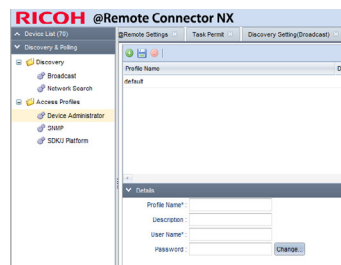 RICOH @Remote Connector NX
Device List (76)
@Remote Settings
Task Permit
Discovery Setting(Broadcast)
Discovery & Polling
Discovery
Broadcast
Network Search
Access Profiles
Device Administrator
SNMP
SDK/J Platform
Profile Name
D
default
Details
Profile Name* :
Description :
User Name* :
Password :
Change...